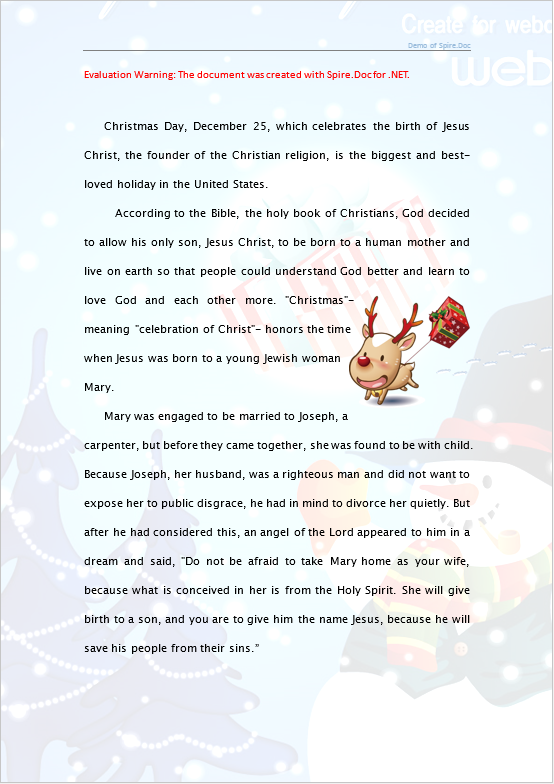 Create for webc
Demo of Spire.Doc
web
Evaluation Warning: The document was created with Spire.Doc for .NET.
Christmas Day, December 25, which celebrates the birth of Jesus
Christ, the founder of the Christian religion, is the biggest and best-
loved holiday in the United States.
According to the Bible, the holy book of Christians, God decided
to allow his only son, Jesus Christ, to be born to a human mother and
live on earth so that people could understand God better and learn to
love God and each other more. "Christmas"-
meaning "celebration of Christ"- honors the time
when Jesus was born to a young Jewish woman
Mary.
Mary was engaged to be married to Joseph, a
carpenter, but before they came together, she was found to be with child.
Because Joseph, her husband, was a righteous man and did not want to
expose her to public disgrace, he had in mind to divorce her quietly. But
after he had considered this, an angel of the Lord appeared to him in a
dream and said, "Do not be afraid to take Mary home as your wife,
because what is conceived in her is from the Holy Spirit. She will give
birth to a son, and you are to give him the name Jesus, because he will
save his people from their sins.”